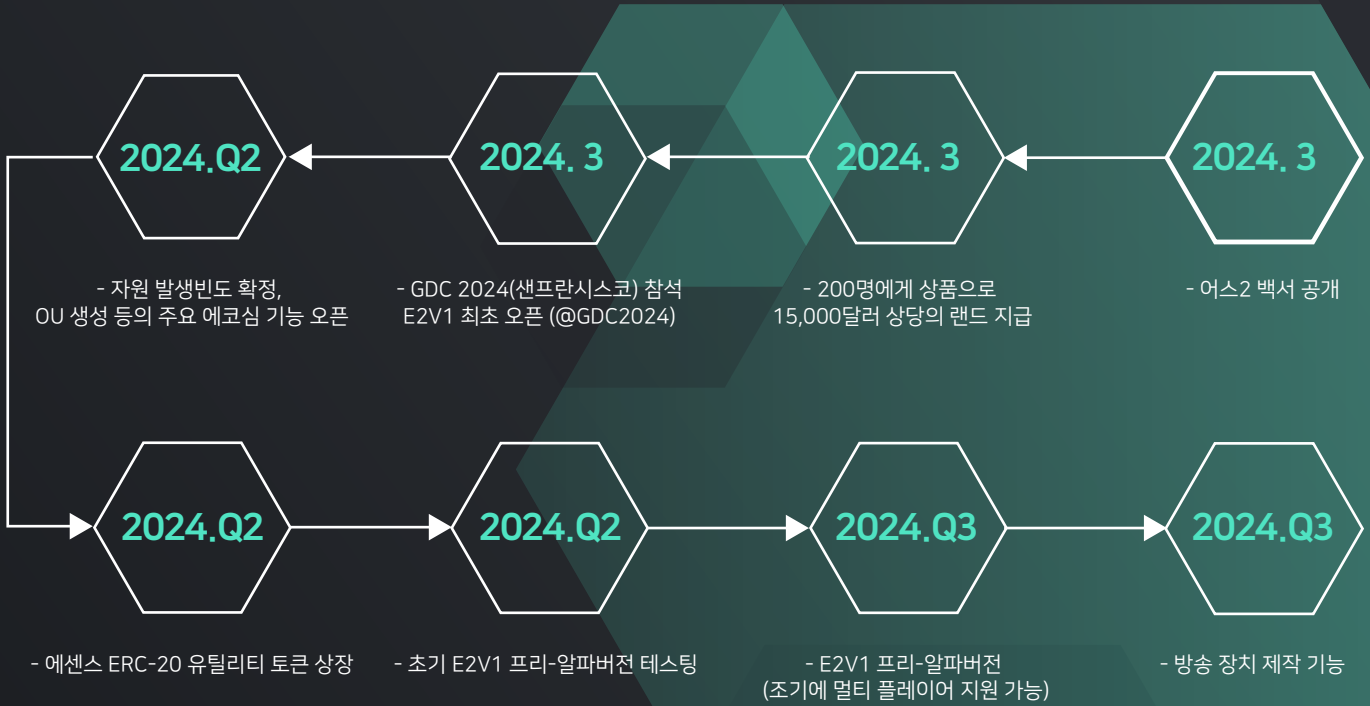 2024.Q2
- 자원 발생빈도 확정,
OU 생성 등의 주요 에코심 기능 오픈
2024. 3
- GDC 2024(샌프란시스코) 참석
E2V1 최초 오픈 (@GDC2024)
2024. 3
- 200명에게 상품으로
15,000달러 상당의 랜드 지급
2024. 3
- 어스2 백서 공개
2024.Q2
- 에센스 ERC-20 유틸리티 토큰 상장
2024.Q2
- 초기 E2V1 프리-알파버전 테스팅
2024.Q3
- E2V1 프리-알파버전
(조기에 멀티 플레이어 지원 가능)
2024.Q3
- 방송 장치 제작 기능